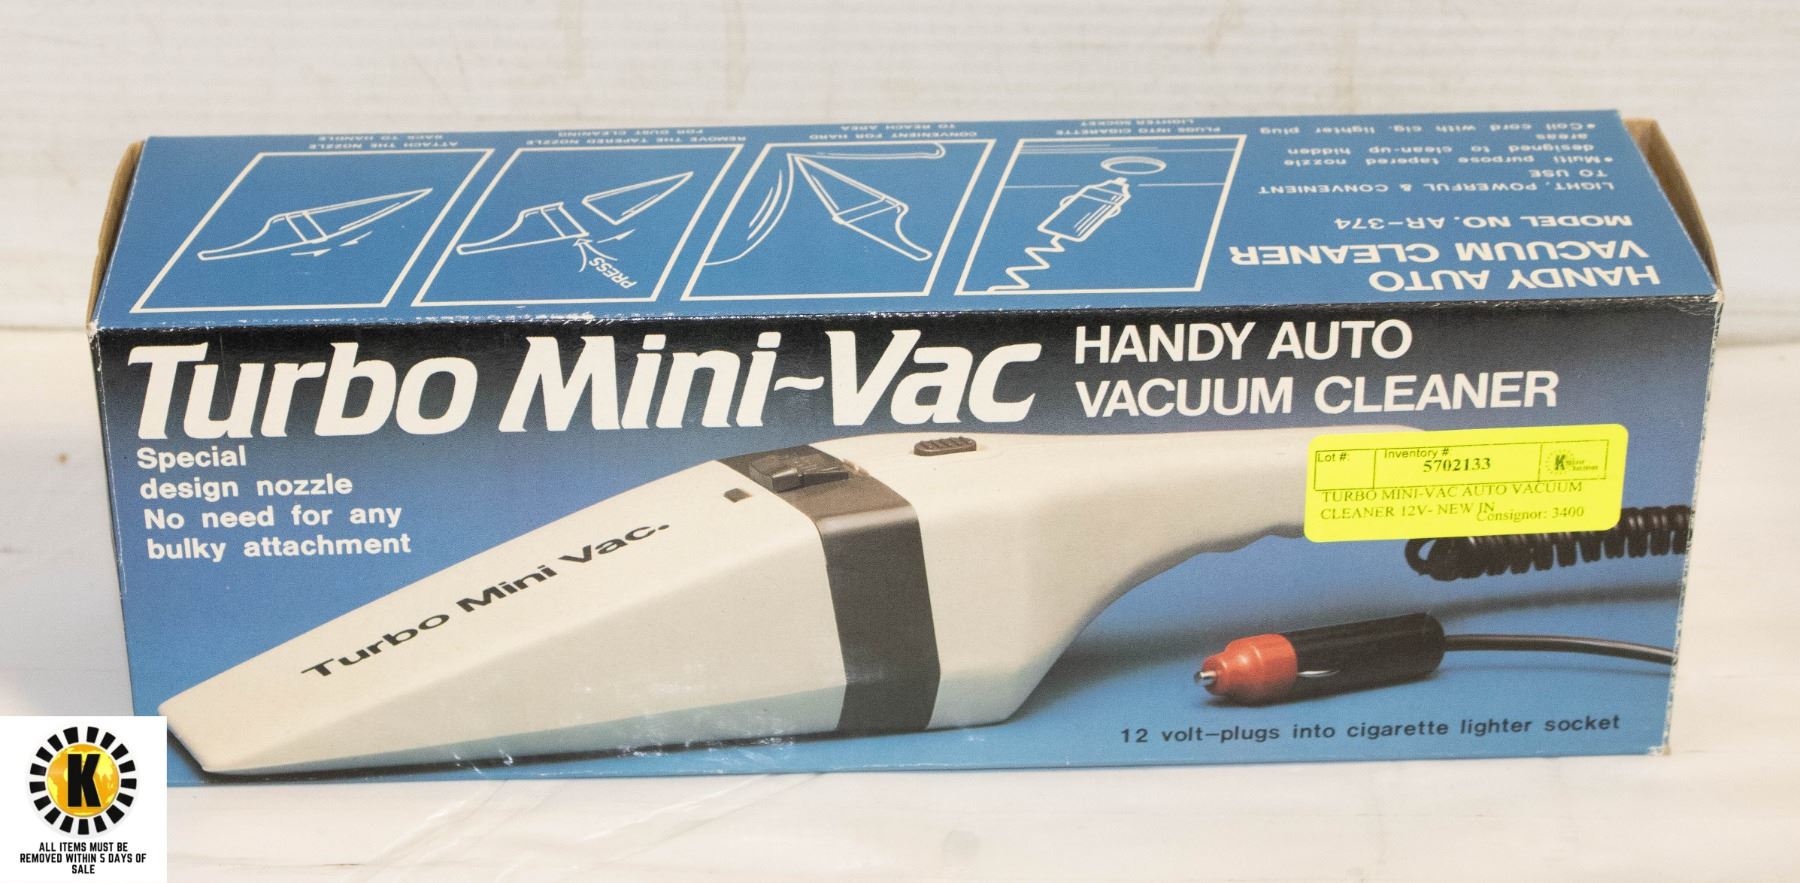 ATTACH THE NOZZLE
BACK TO HANDLE
REMOVE THE TAPERED NOZZLE
FOR DUST CLEANING
CONVENIENT FOR HARD
TO REACH AREA
PLUGS INTO CIGARETTE
LIGHTER SOCKET
PRESS
HANDY AUTO
VACUUM CLEANER
MODEL NO. AR-374
LIGHT, POWERFUL & CONVENIENT
TO USE
•Multi purpose tapered nozzle
designed to clean-up hidden
areas
•Coil cord with cig. lighter plug
Turbo Mini-Vac
HANDY AUTO
VACUUM CLEANER
Special
design nozzle
No need for any
bulky attachment
Turbo Mini Vac.
Lot #:
Inventory #
5702133
K
TURBO MINI-VAC AUTO VACUUM
CLEANER 12V- NEW IN
Consignor: 3400
12 volt-plugs into cigarette lighter socket
K
ALL ITEMS MUST BE
REMOVED WITHIN 5 DAYS OF
SALE